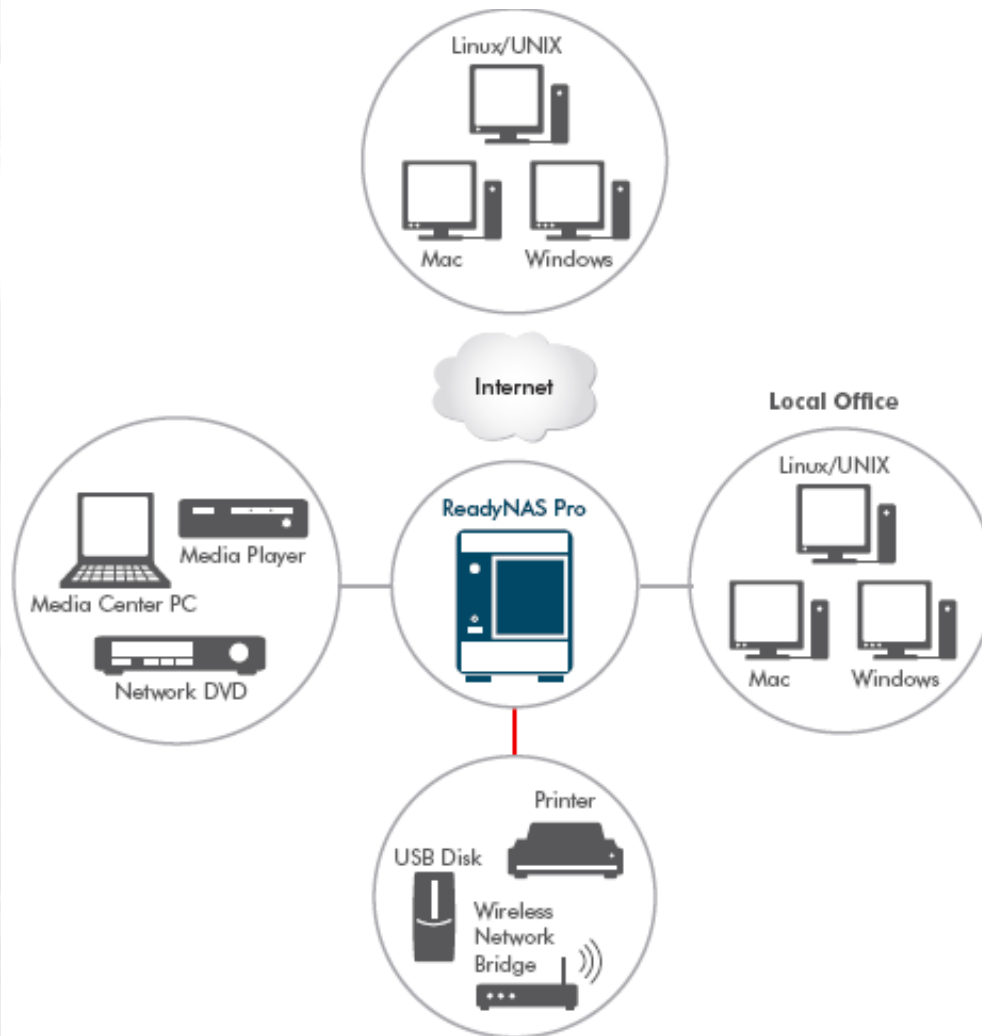 Linux/UNIX
Mac
Windows
Internet
Local Office
Linux/UNIX
Mac
Windows
ReadyNAS Pro
Media Player
Media Center PC
Network DVD
Printer
USB Disk
Wireless
Network
Bridge